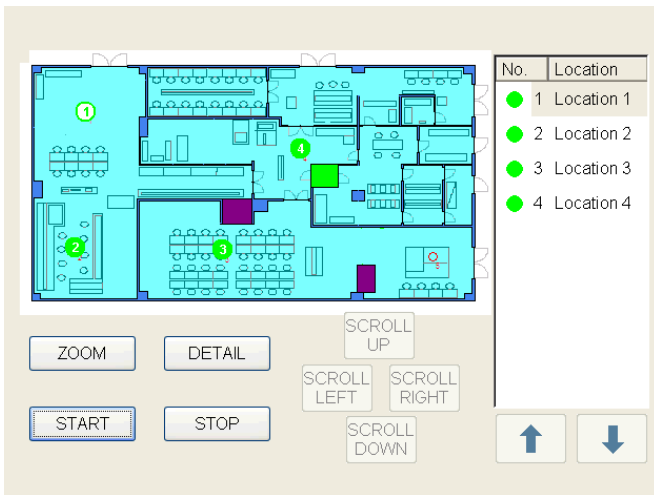 No. Location
1 Location 1
2 Location 2
3 Location 3
4 Location 4
1
4
2
3
ZOOM
DETAIL
START
STOP
SCROLL
UP
SCROLL
LEFT
SCROLL
RIGHT
SCROLL
DOWN